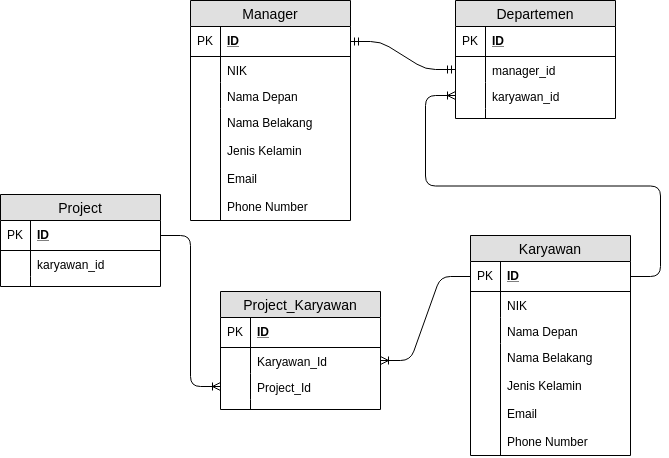 Manager
PK ID
NIK
Nama Depan
Nama Belakang
Jenis Kelamin
Email
Phone Number
Departemen
PK ID
manager_id
karyawan_id
Project
PK ID
karyawan_id
Project_Karyawan
PK ID
Karyawan_Id
Project_Id
Karyawan
PK ID
NIK
Nama Depan
Nama Belakang
Jenis Kelamin
Email
Phone Number